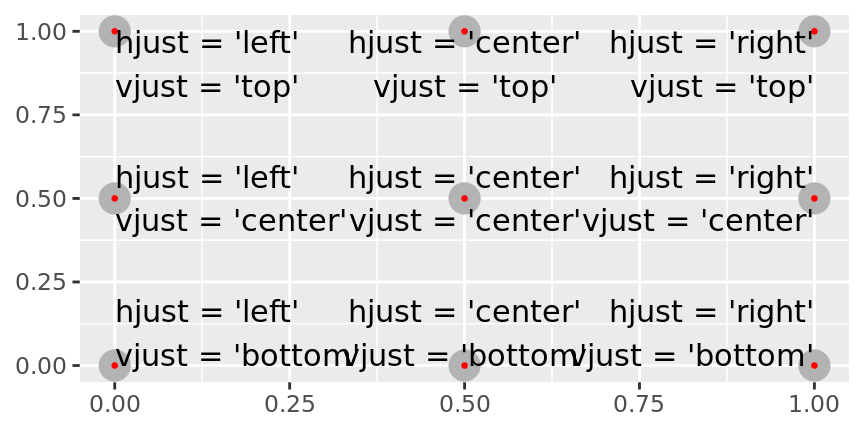 1.00
hjust = 'left' hjust = 'center' hjust = 'right'
vjust = 'top' vjust = 'top' vjust = 'top'
0.75
hjust = 'left' hjust = 'center' hjust = 'right'
0.50
vjust = 'center' vjust = 'center' vjust = 'center'
0.25
hjust = 'left' hjust = 'center' hjust = 'right'
vjust = 'bottom' vjust = 'bottom' vjust = 'bottom'
0.00
0.00 0.25 0.50 0.75 1.00